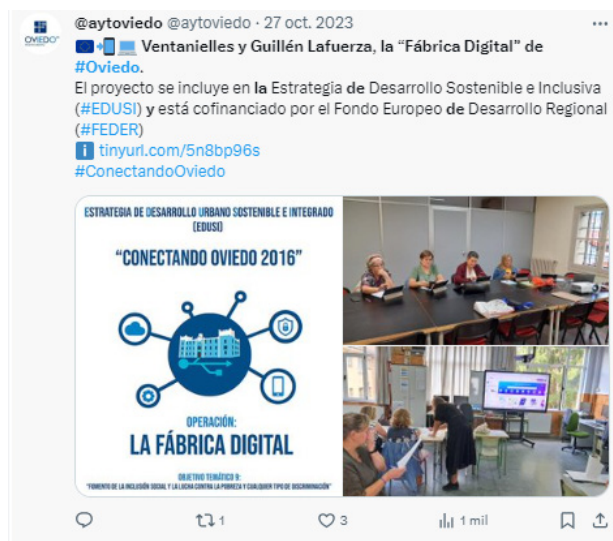 @aytoviedo @aytoviedo · 27 oct. 2023
OVIEDO
Ventanielles y Guillén Lafuerza, la “Fábrica Digital” de
#Oviedo.
El proyecto se incluye en la Estrategia de Desarrollo Sostenible e Inclusiva
(#EDUSI) y está cofinanciado por el Fondo Europeo de Desarrollo Regional
(#FEDER)
tinyurl.com/5n8bp96s
#ConectandoOviedo
ESTRATEGIA DE DESARROLLO URBANO SOSTENIBLE E INTEGRADO
(EDUSI)
“CONECTANDO OVIEDO 2016”
OPERACIÓN:
LA FÁBRICA DIGITAL
OBJETIVO TEMÁTICO 9:
“FOMENTO DE LA INCLUSIÓN SOCIAL Y LA LUCHA CONTRA LA POBREZA Y CUALQUIER TIPO DE DISCRIMINACIÓN”
1
3
1 mil